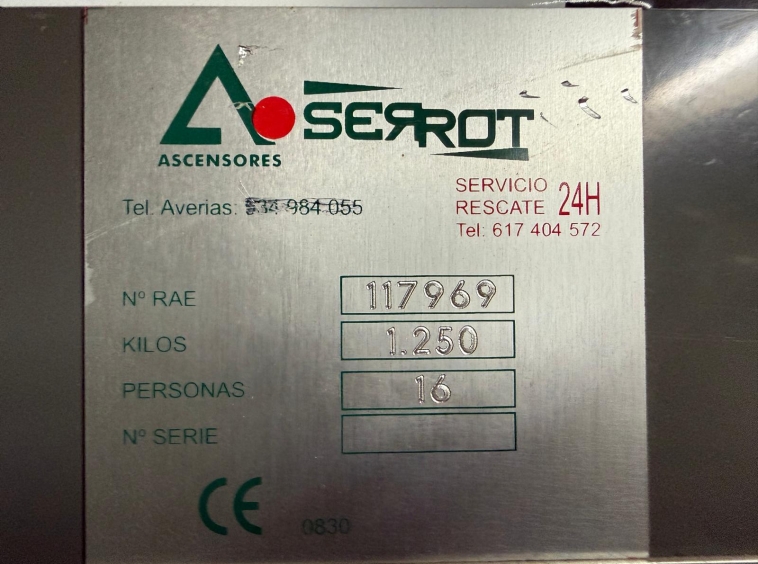 SERROT
ASCENSORES
Tel. Averias: 984 055
SERVICIO RESCATE 24H
Tel: 617 404 572
Nº RAE 117969
KILOS 1.250
PERSONAS 16
Nº SERIE
CE 0830